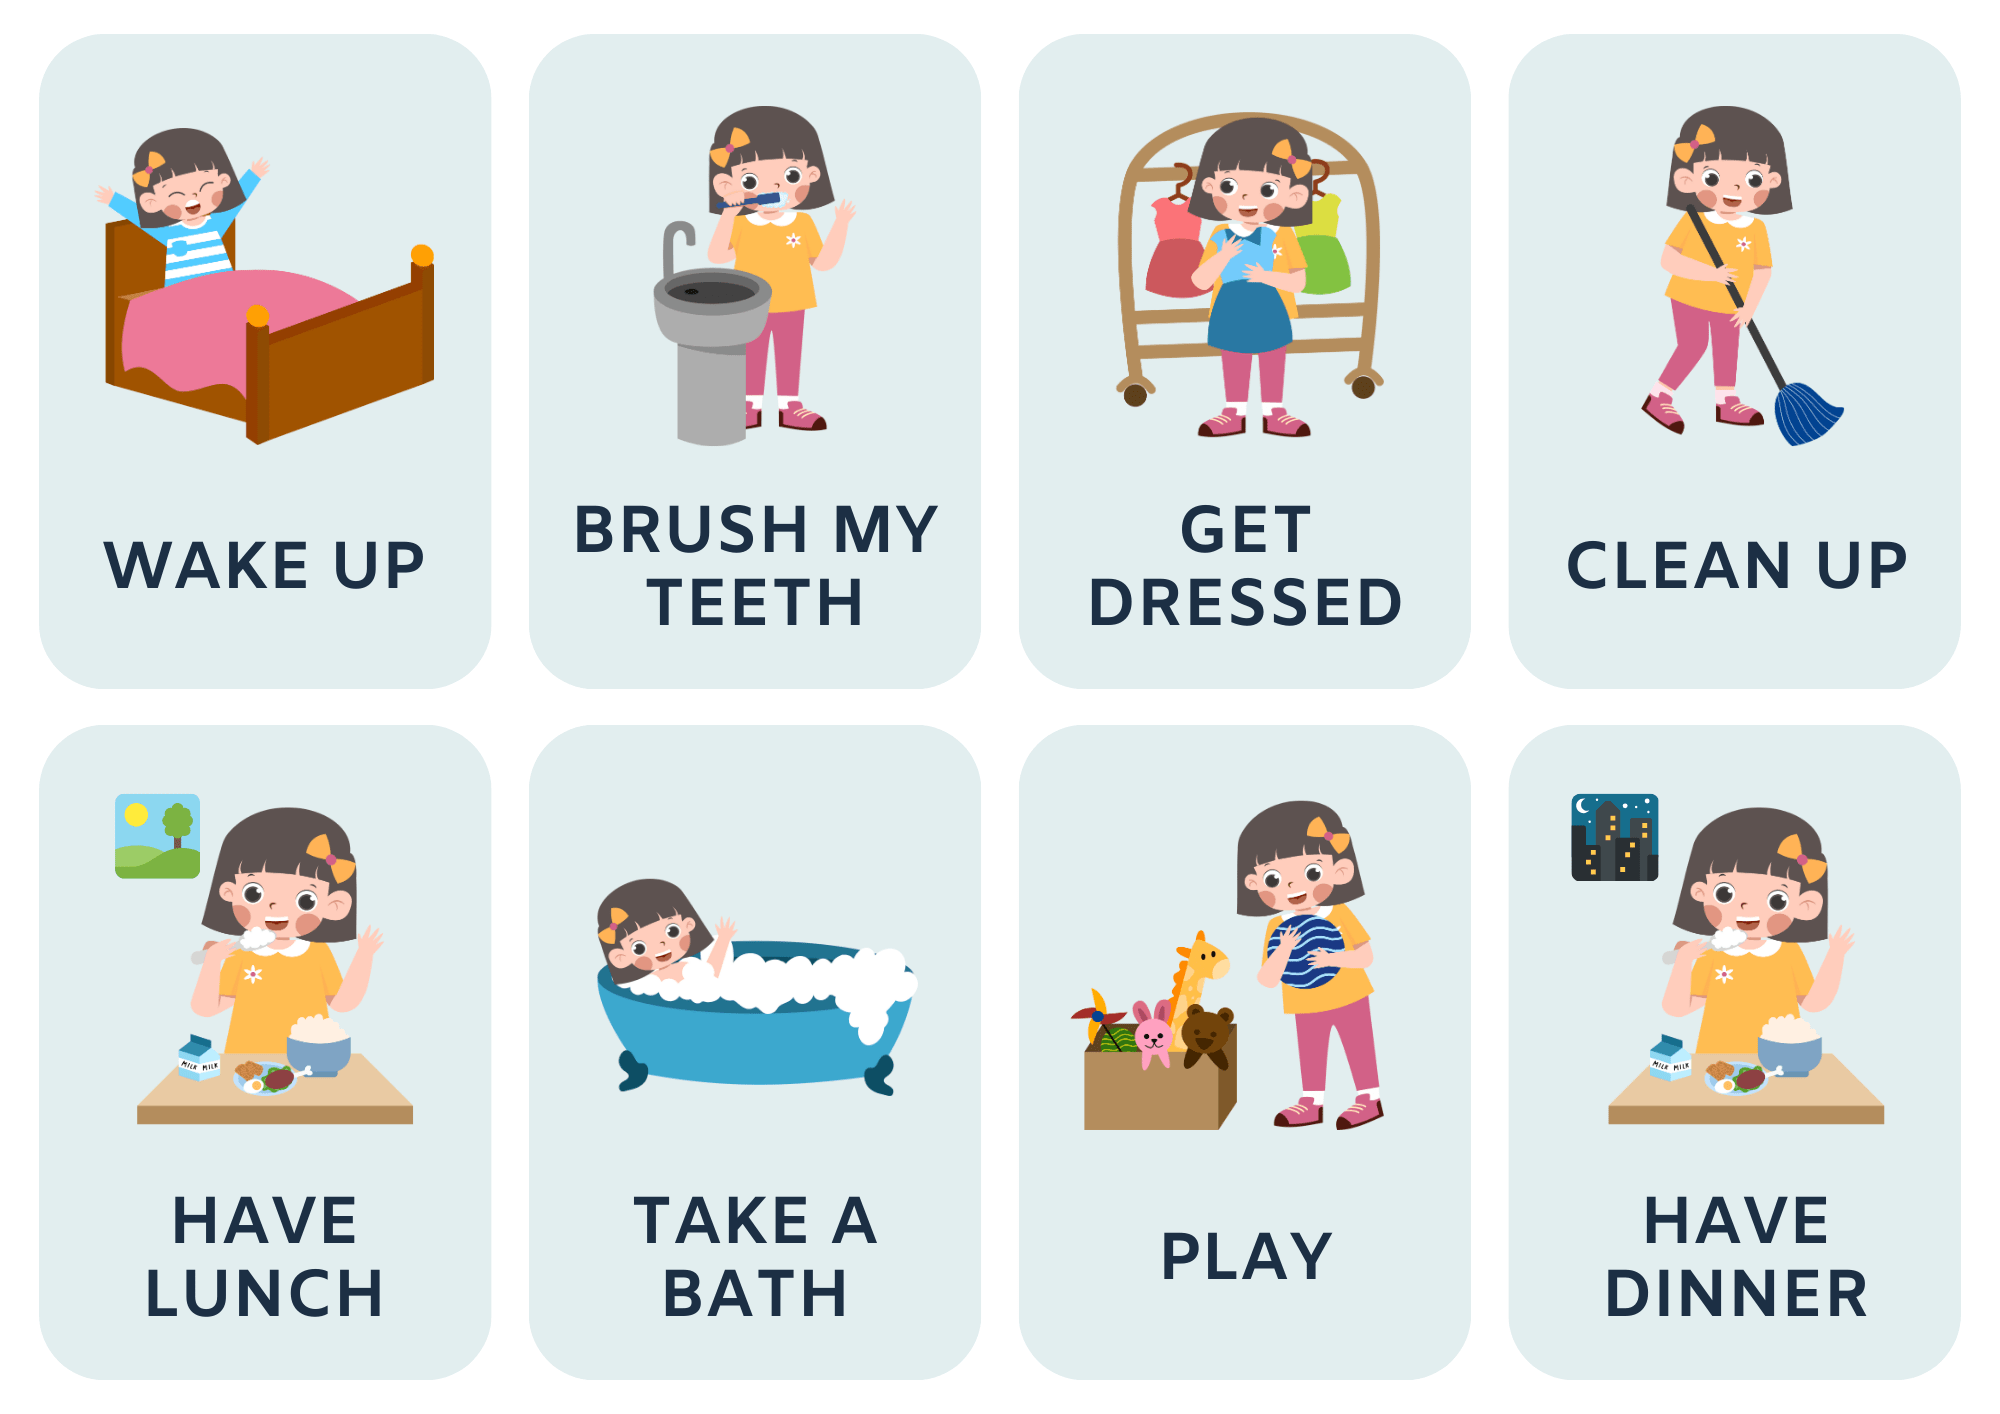 WAKE UP
BRUSH MY
TEETH
GET
DRESSED
CLEAN UP
MILK MILK
HAVE
LUNCH
TAKE A
BATH
PLAY
MILK MILK
HAVE
DINNER